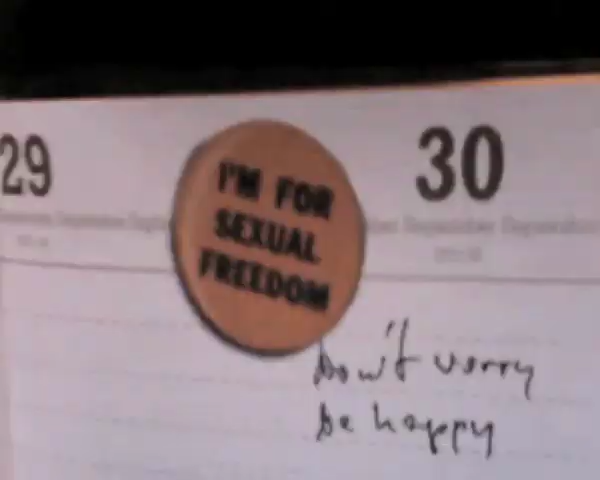 29
30
I'M FOR
SEXUAL
FREEDOM
Don't worry
be happy